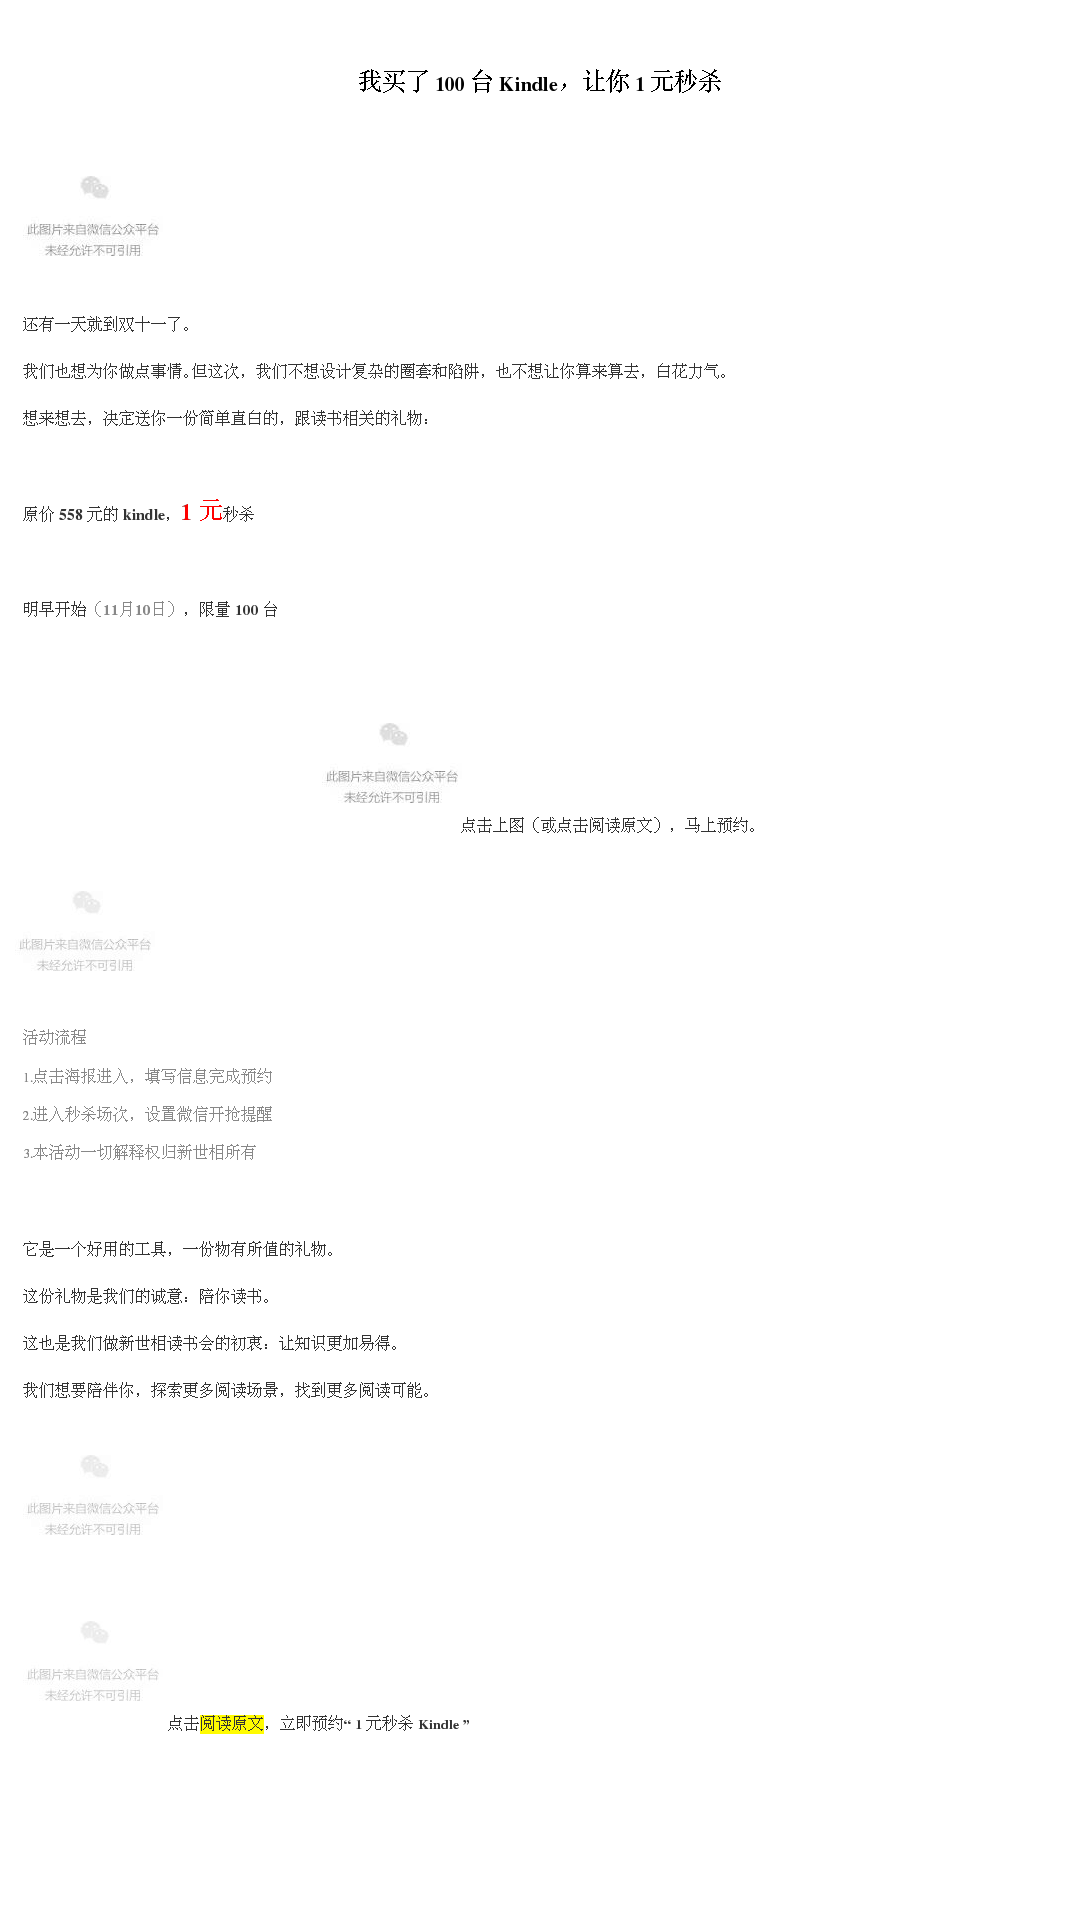 我买了 100 台 Kindle，让你 1 元秒杀
此图片来自微信公众平台
未经允许不可引用
还有一天就到双十一了。
我们也想为你做点事情。但这次，我们不想设计复杂的圈套和陷阱，也不想让你算来算去，白花力气。
想来想去，决定送你一份简单直白的，跟读书相关的礼物：
原价 558 元的 kindle，1 元秒杀
明早开始（11月10日），限量 100 台
此图片来自微信公众平台
未经允许不可引用
点击上图（或点击阅读原文），马上预约。
此图片来自微信公众平台
未经允许不可引用
活动流程
1.点击海报进入，填写信息完成预约
2.进入秒杀场次，设置微信开抢提醒
3.本活动一切解释权归新世相所有
它是一个好用的工具，一份物有所值的礼物。
这份礼物是我们的诚意：陪你读书。
这也是我们做新世相读书会的初衷：让知识更加易得。
我们想要陪伴你，探索更多阅读场景，找到更多阅读可能。
此图片来自微信公众平台
未经允许不可引用
此图片来自微信公众平台
未经允许不可引用
点击阅读原文，立即预约“ 1 元秒杀 Kindle ”